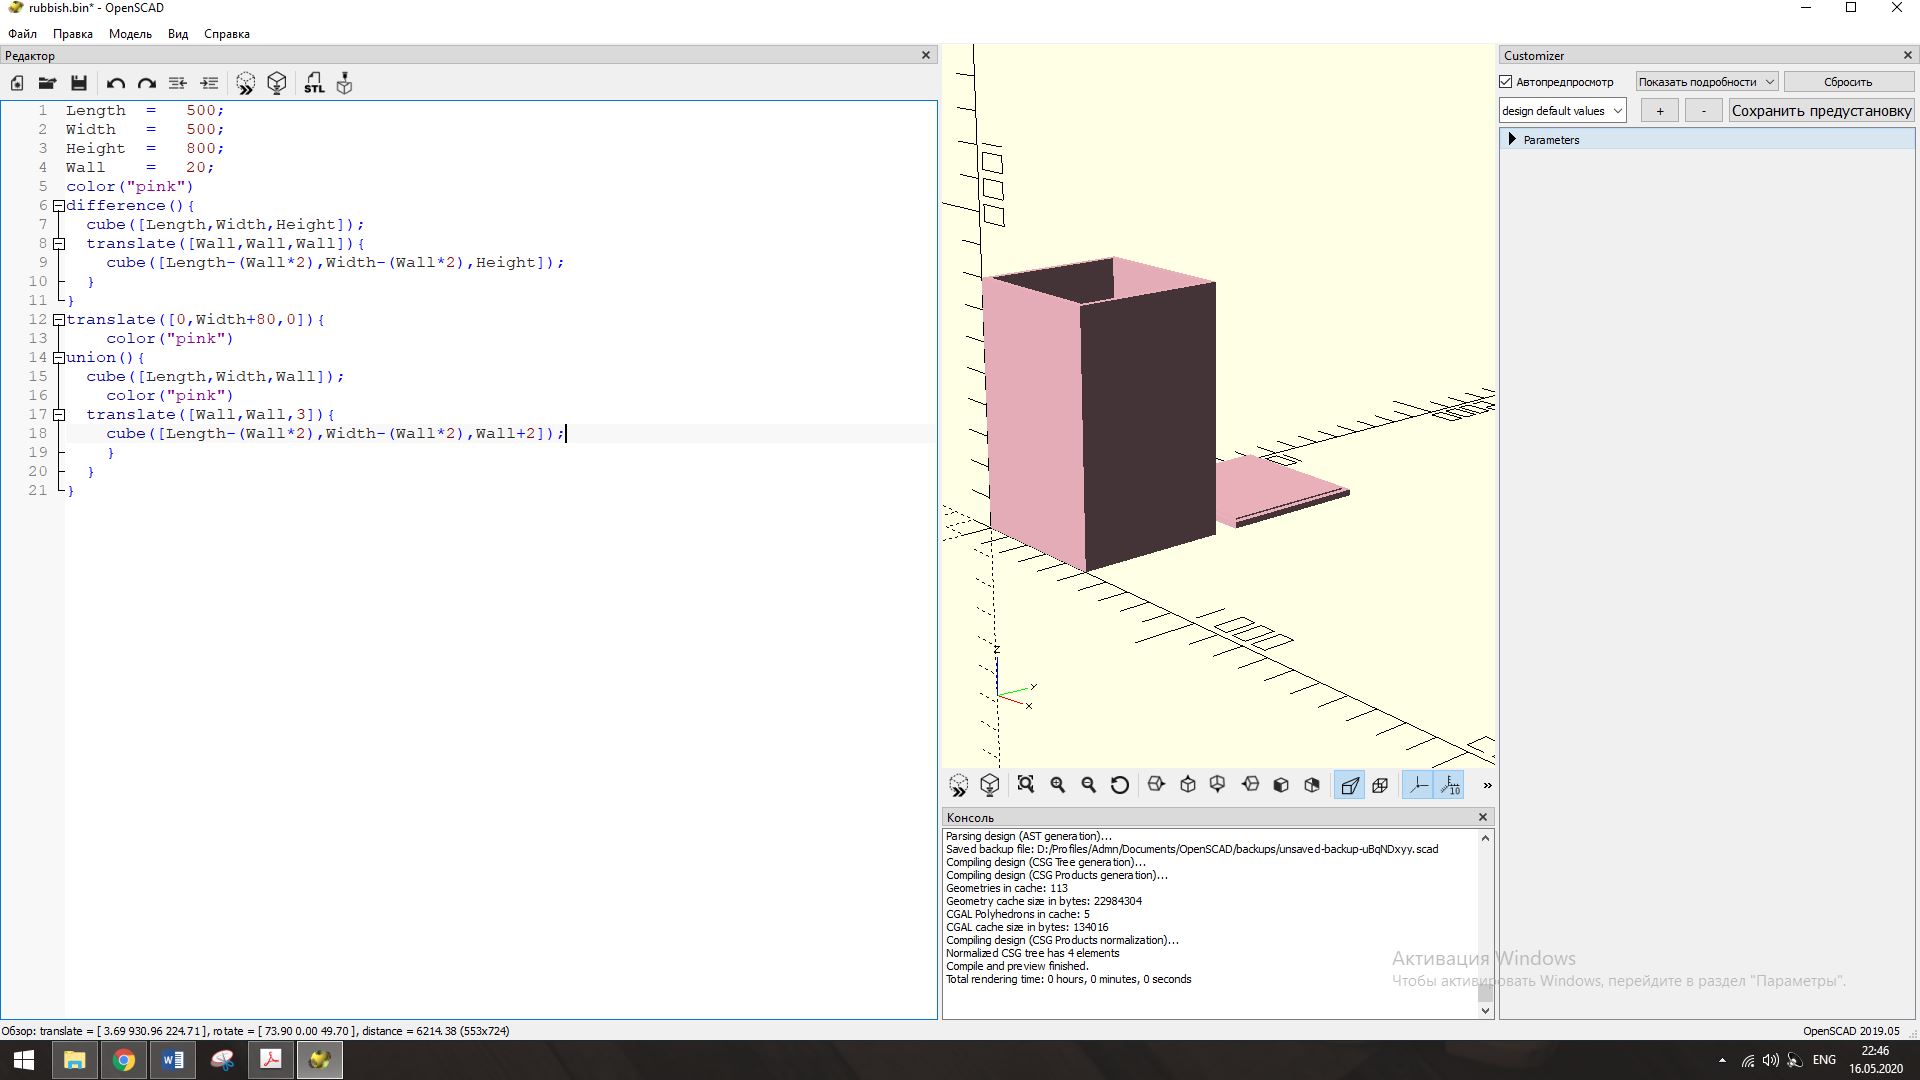 rubbish.bin* - OpenSCAD
Файл Правка Модель Вид Справка
Редактор
STL
1 Length = 500;
2 Width = 500;
3 Height = 800;
4 Wall = 20;
5 color("pink")
6 difference(){
7 cube([Length,Width,Height]);
8 translate([Wall,Wall,Wall]){
9 cube([Length-(Wall*2),Width-(Wall*2),Height]);
10 }
11 }
12 translate([0,Width+80,0]){
13 color("pink")
14 union(){
15 cube([Length,Width,Wall]);
16 color("pink")
17 translate([Wall,Wall,3]){
18 cube([Length-(Wall*2),Width-(Wall*2),Wall+2]);
19 }
20 }
21 }
z
y
x
10
»
Консоль
Parsing design (AST generation)...
Saved backup file: D:/Profiles/Admn/Documents/OpenSCAD/backups/unsaved-backup-uBqNDxyy.scad
Compiling design (CSG Tree generation)...
Compiling design (CSG Products generation)...
Geometries in cache: 113
Geometry cache size in bytes: 22984304
CGAL Polyhedrons in cache: 5
CGAL cache size in bytes: 134016
Compiling design (CSG Products normalization)...
Normalized CSG tree has 4 elements
Compile and preview finished.
Total rendering time: 0 hours, 0 minutes, 0 seconds
Customizer
Автопредпросмотр Показать подробности Сбросить
design default values + - Сохранить предустановку
Parameters
Активация Windows
Чтобы активировать Windows, перейдите в раздел "Параметры".
Обзор: translate = [ 3.69 930.96 224.71 ], rotate = [ 73.90 0.00 49.70 ], distance = 6214.38 (553x724)
OpenSCAD 2019.05
ENG
22:46
16.05.2020